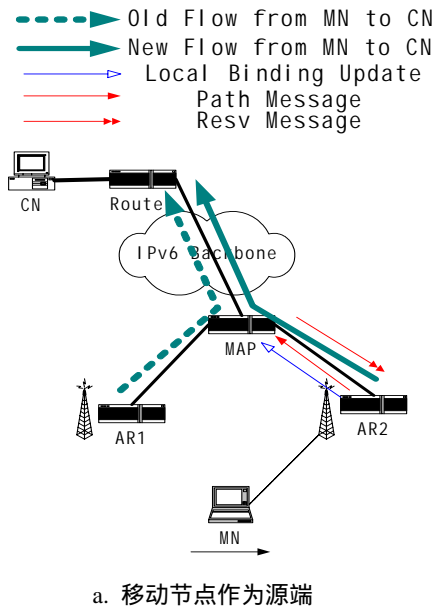 Old Flow from MN to CN
New Flow from MN to CN
Local Binding Update
Path Message
Resv Message
CN
Route
IPv6 Backbone
MAP
AR1
AR2
MN
a. 移动节点作为源端